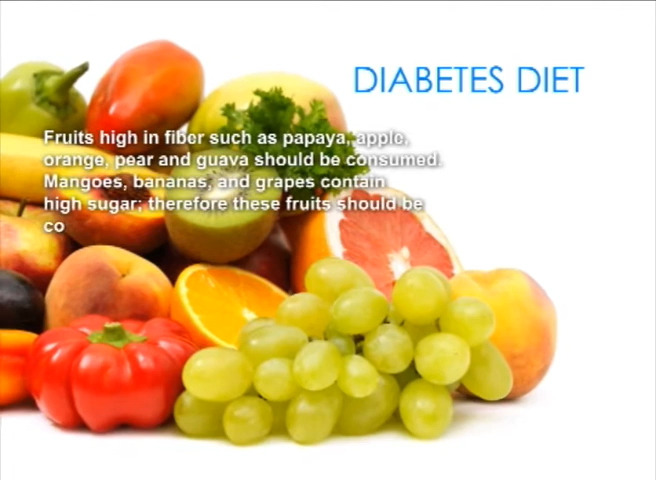 DIABETES DIET
Fruits high in fiber such as papaya, apple,
orange, pear and guava should be consumed.
Mangoes, bananas, and grapes contain
high sugar; therefore these fruits should be
co